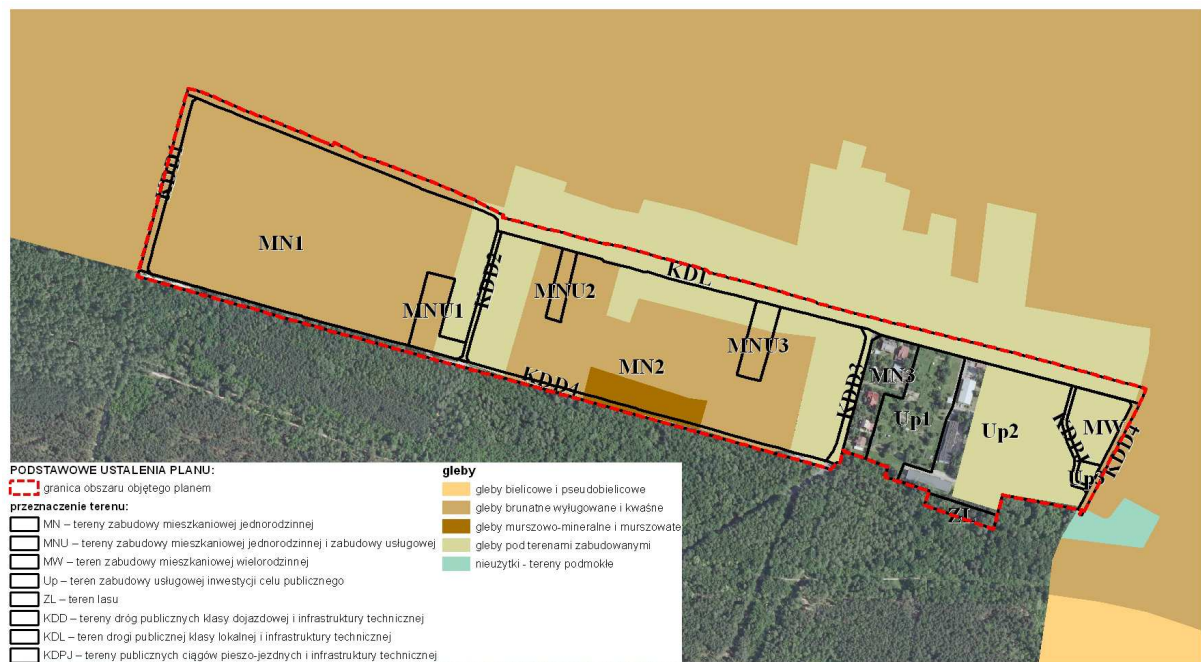 KDD1
MN1
MNU1
KDD2
MNU2
KDL
MNU3
MN2
KDD4
KDD3
MN3
Up1
Up2
MW
KDPJ
KDD4
Up3
ZL
PODSTAWOWE USTALENIA PLANU:
granica obszaru objętego planem
przeznaczenie terenu:
MN – tereny zabudowy mieszkaniowej jednorodzinnej
MNU – tereny zabudowy mieszkaniowej jednorodzinnej i zabudowy usługowej
MW – teren zabudowy mieszkaniowej wielorodzinnej
Up – teren zabudowy usługowej inwestycji celu publicznego
ZL – teren lasu
KDD – tereny dróg publicznych klasy dojazdowej i infrastruktury technicznej
KDL – teren drogi publicznej klasy lokalnej i infrastruktury technicznej
KDPJ – tereny publicznych ciągów pieszo-jezdnych i infrastruktury technicznej
gleby
gleby bielicowe i pseudobielicowe
gleby brunatne wyługowane i kwaśne
gleby murszowo-mineralne i murszowate
gleby pod terenami zabudowanymi
nieużytki - tereny podmokłe